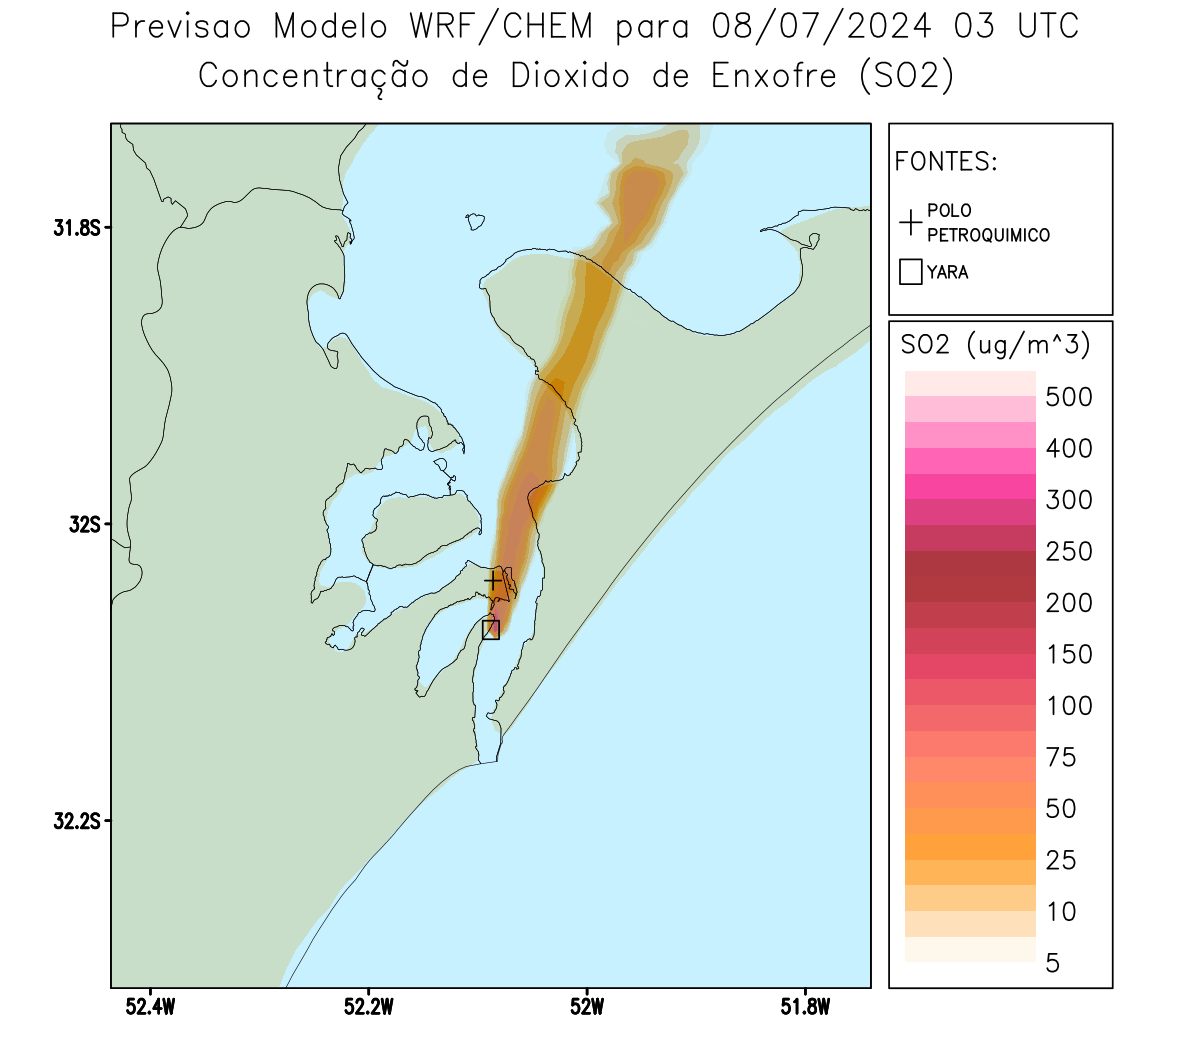 Previsao Modelo WRF/CHEM para 08/07/2024 03 UTC
Concentração de Dioxido de Enxofre (SO2)
FONTES:
POLO
PETROQUIMICO
YARA
SO2 (ug/m^3)
500
400
300
250
200
150
100
75
50
25
10
5
31.8S
32S
32.2S
52.4W
52.2W
52W
51.8W